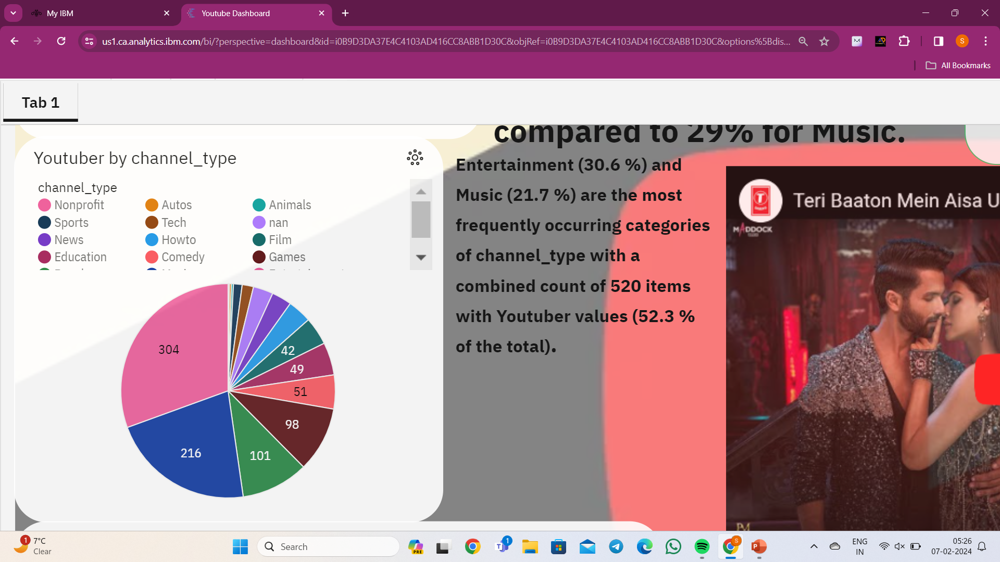 My IBM
Youtube Dashboard
us1.ca.analytics.ibm.com/bi/?perspective=dashboard&id=i0B9D3DA37E4C4103AD416CC8ABB1D30C&objRef=i0B9D3DA37E4C4103AD416CC8ABB1D30C&options%5Bdis...
S
All Bookmarks
Tab 1
compared to 29% for Music.
Youtuber by channel_type
channel_type
Nonprofit Autos Animals
Sports Tech nan
News Howto Film
Education Comedy Games
304
42
49
51
98
101
216
Entertainment (30.6 %) and
Music (21.7 %) are the most
frequently occurring categories
of channel_type with a
combined count of 520 items
with Youtuber values (52.3 %
of the total).
T
SERIES
Teri Baaton Mein Aisa U
MADDOCK
1
7°C
Clear
Search
PRE
T
1
S
P
ENG
IN
05:26
07-02-2024